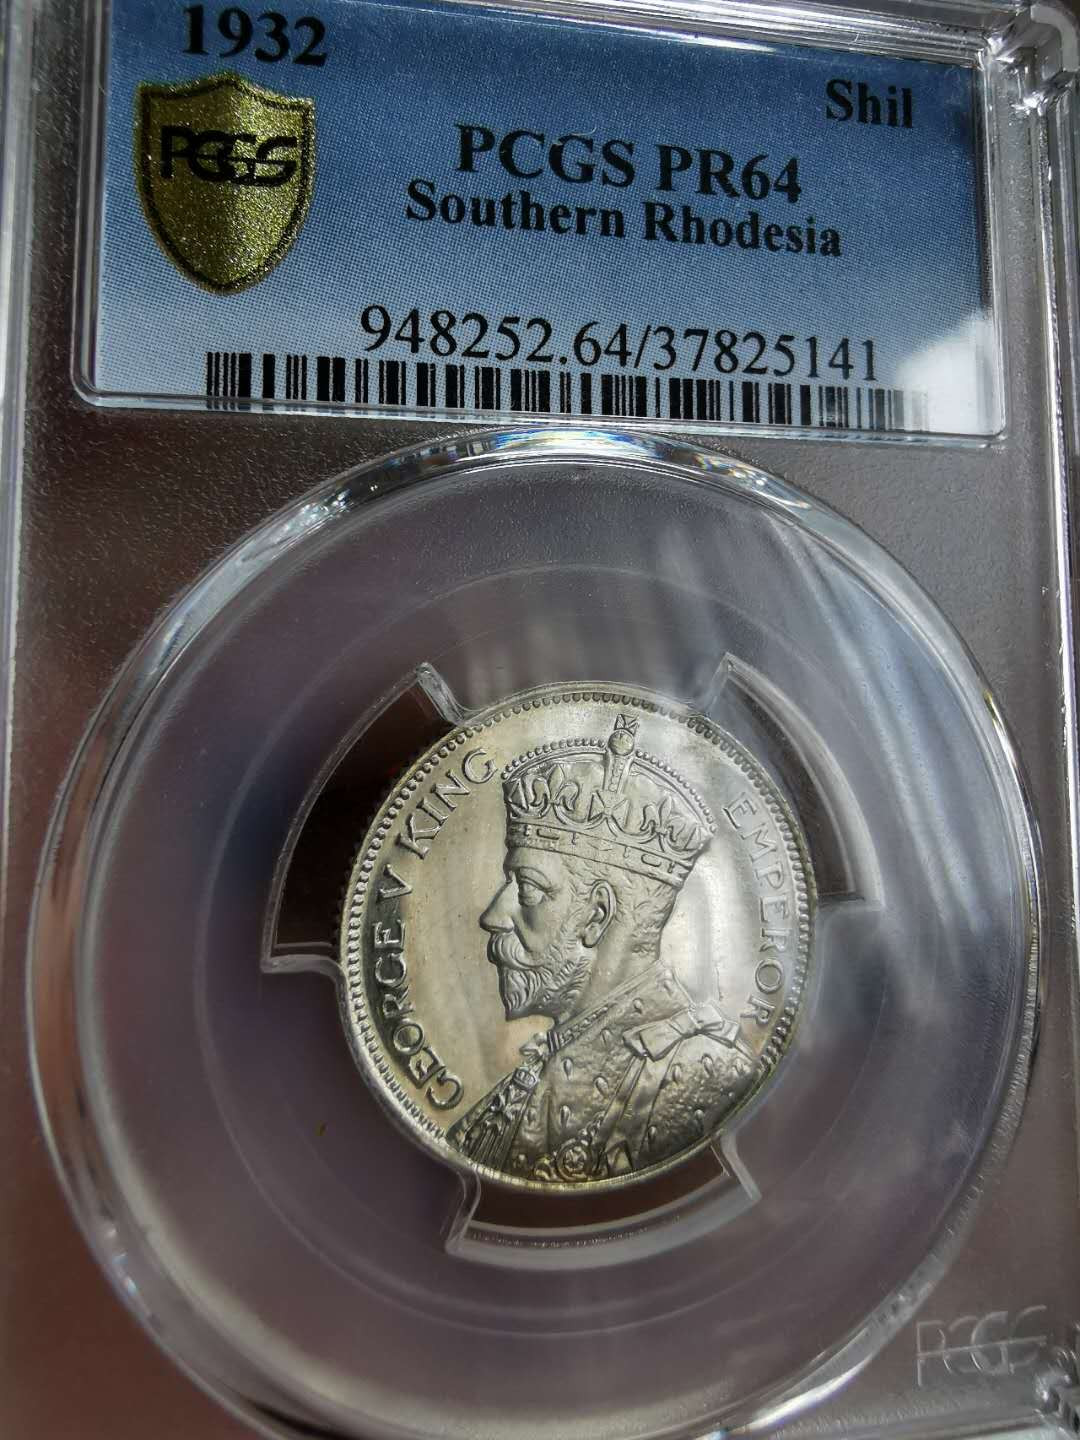 1932
Shil
PCGS
PCGS PR64
Southern Rhodesia
948252.64/37825141
GEORGE V KING EMPEROR
PCGS